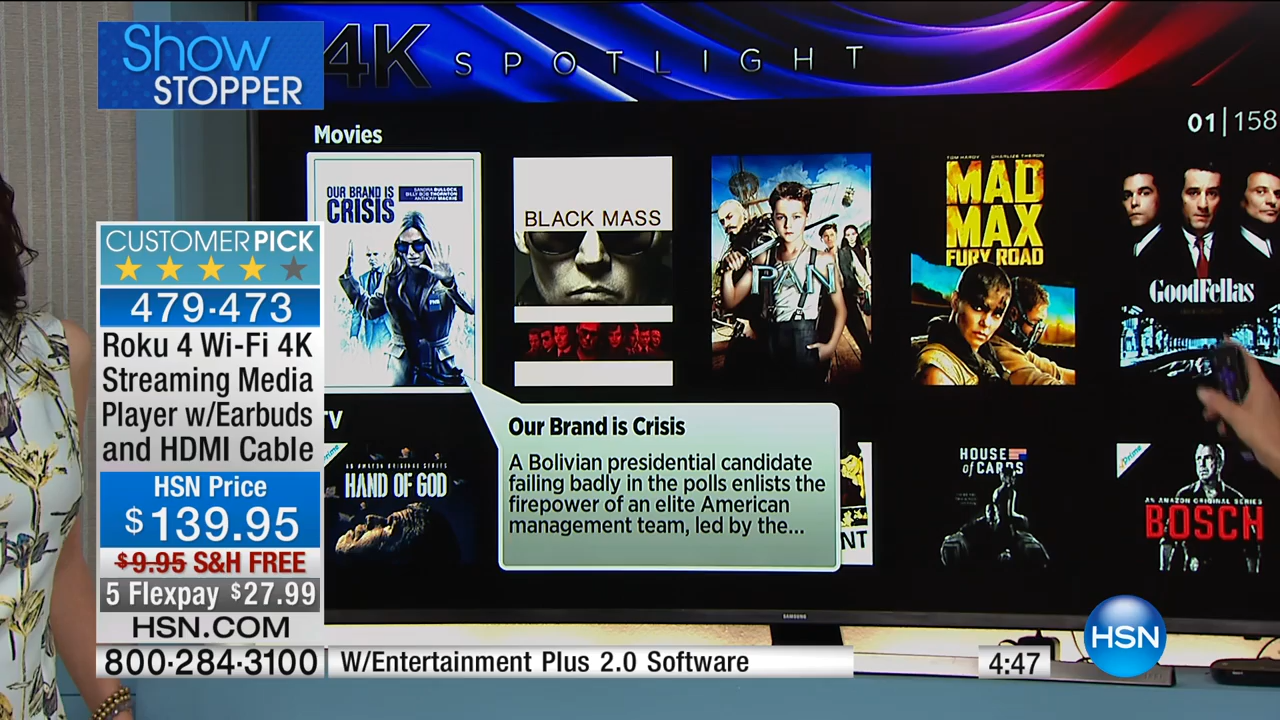 Show
STOPPER
4K SPOTLIGHT
01 | 158
Movies
OUR BRAND IS
CRISIS
SANDRA BULLOCK
BILLY BOB THORNTON
ANTHONY MACKIE
BLACK MASS
PAN
TOM HARDY CHARLIZE THERON
MAD
MAX
FURY ROAD
GoodFellas
CUSTOMER PICK
479-473
Roku 4 Wi-Fi 4K
Streaming Media
Player w/Earbuds
and HDMI Cable
HSN Price
$139.95
$9.95 S&H FREE
5 Flexpay $27.99
HSN.COM
800-284-3100
W/Entertainment Plus 2.0 Software
4:47
HSN
TV
Prime
AN AMAZON ORIGINAL SERIES
HAND OF GOD
Our Brand is Crisis
A Bolivian presidential candidate
failing badly in the polls enlists the
firepower of an elite American
management team, led by the...
NT
HOUSE
of CARDS
Prime
AN AMAZON ORIGINAL SERIES
BOSCH
SAMSUNG